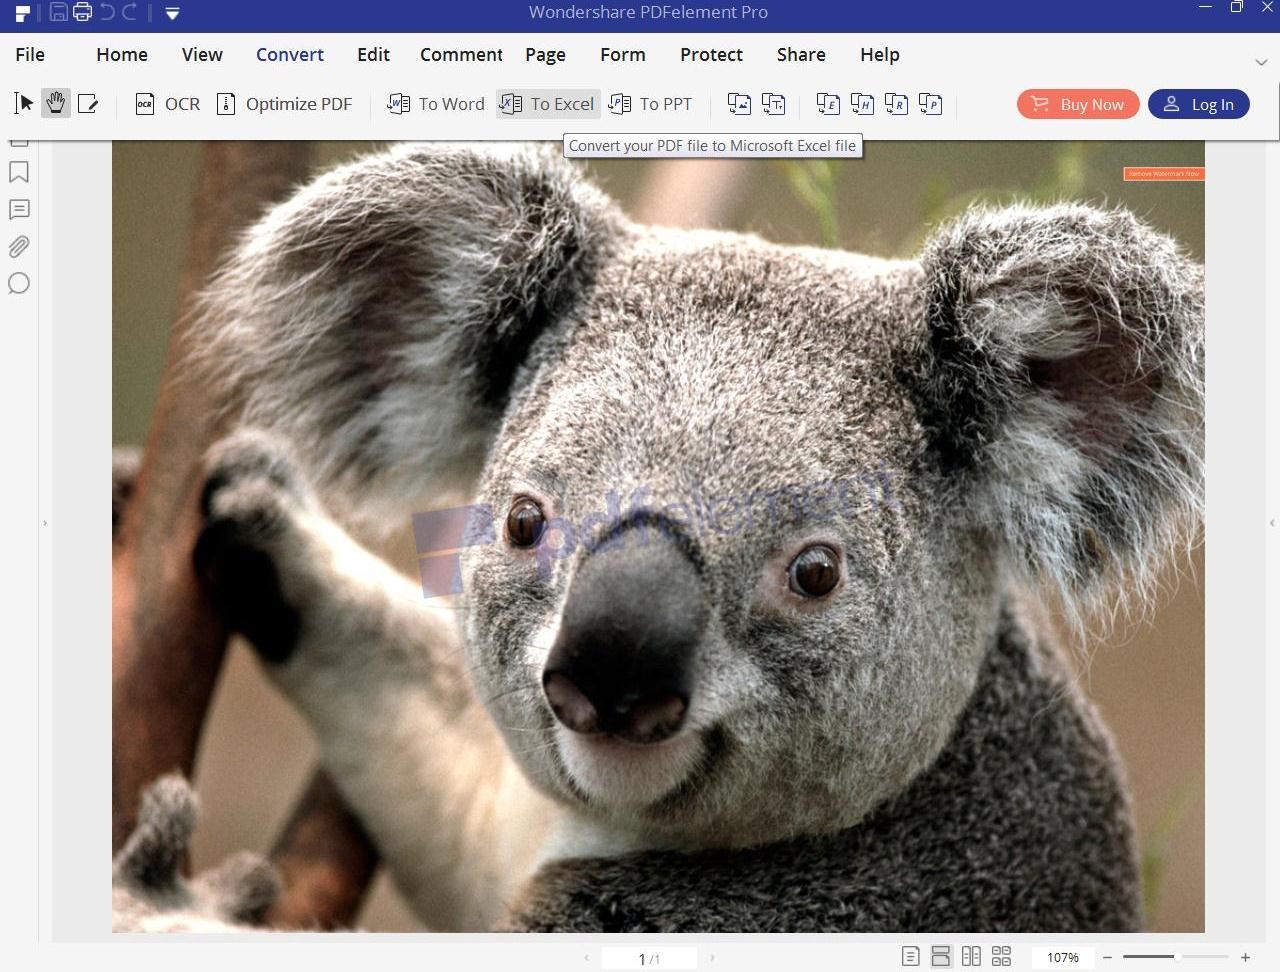 Wondershare PDFelement Pro
File Home View Convert Edit Comment Page Form Protect Share Help
OCR OCR Optimize PDF W To Word X To Excel P To PPT T E H R P Buy Now Log In
Convert your PDF file to Microsoft Excel file
Remove Watermark Now
pdfelement
1 /1 107%